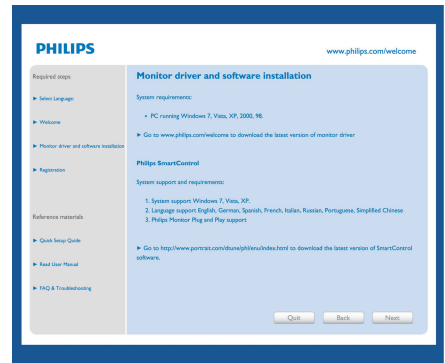 PHILIPS
www.philips.com/welcome
Required steps
► Select Language:
► Welcome
► Monitor driver and software installation
► Registration
Reference materials
► Quick Setup Guide
► Read User Manual
► FAQ & Troubleshooting
Monitor driver and software installation
System requirements:
• PC running Windows 7, Vista, XP, 2000, 98.
► Go to www.philips.com/welcome to download the latest version of monitor driver
Philips SmartControl
System support and requirements:
1. System support Windows 7, Vista, XP.
2. Language support English, German, Spanish, French, Italian, Russian, Portuguese, Simplified Chinese
3. Philips Monitor Plug and Play support
► Go to http://www.portrait.com/dtune/phl/enu/index.html to download the latest version of SmartControl
software.
Quit
Back
Next